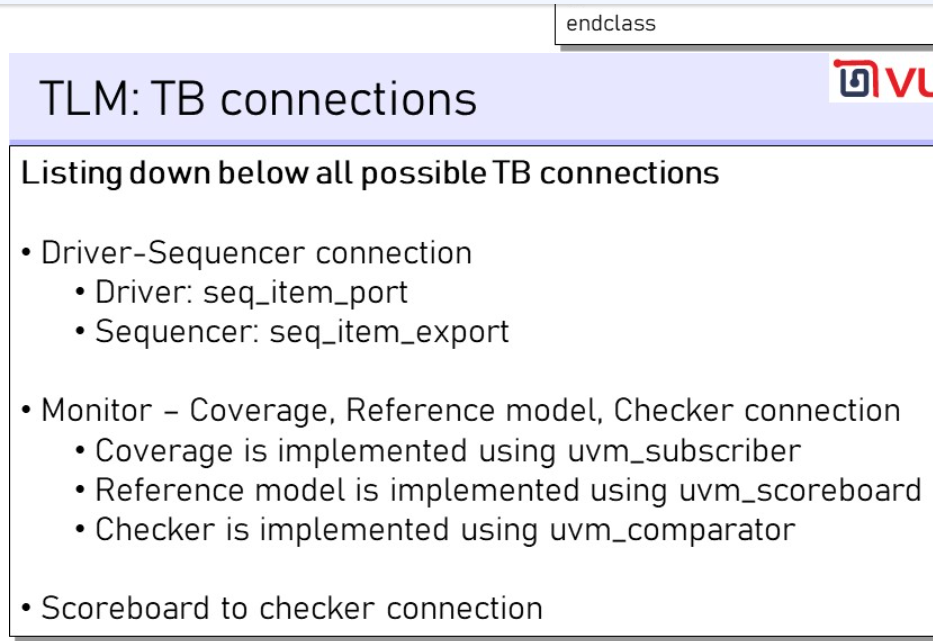 endclass
TLM: TB connections
VU
Listing down below all possible TB connections
• Driver-Sequencer connection
• Driver: seq_item_port
• Sequencer: seq_item_export
• Monitor – Coverage, Reference model, Checker connection
• Coverage is implemented using uvm_subscriber
• Reference model is implemented using uvm_scoreboard
• Checker is implemented using uvm_comparator
• Scoreboard to checker connection